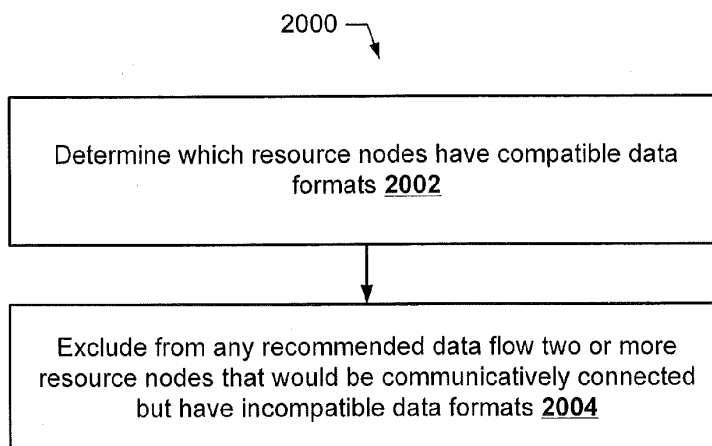 2000
Determine which resource nodes have compatible data
formats 2002
Exclude from any recommended data flow two or more
resource nodes that would be communicatively connected
but have incompatible data formats 2004